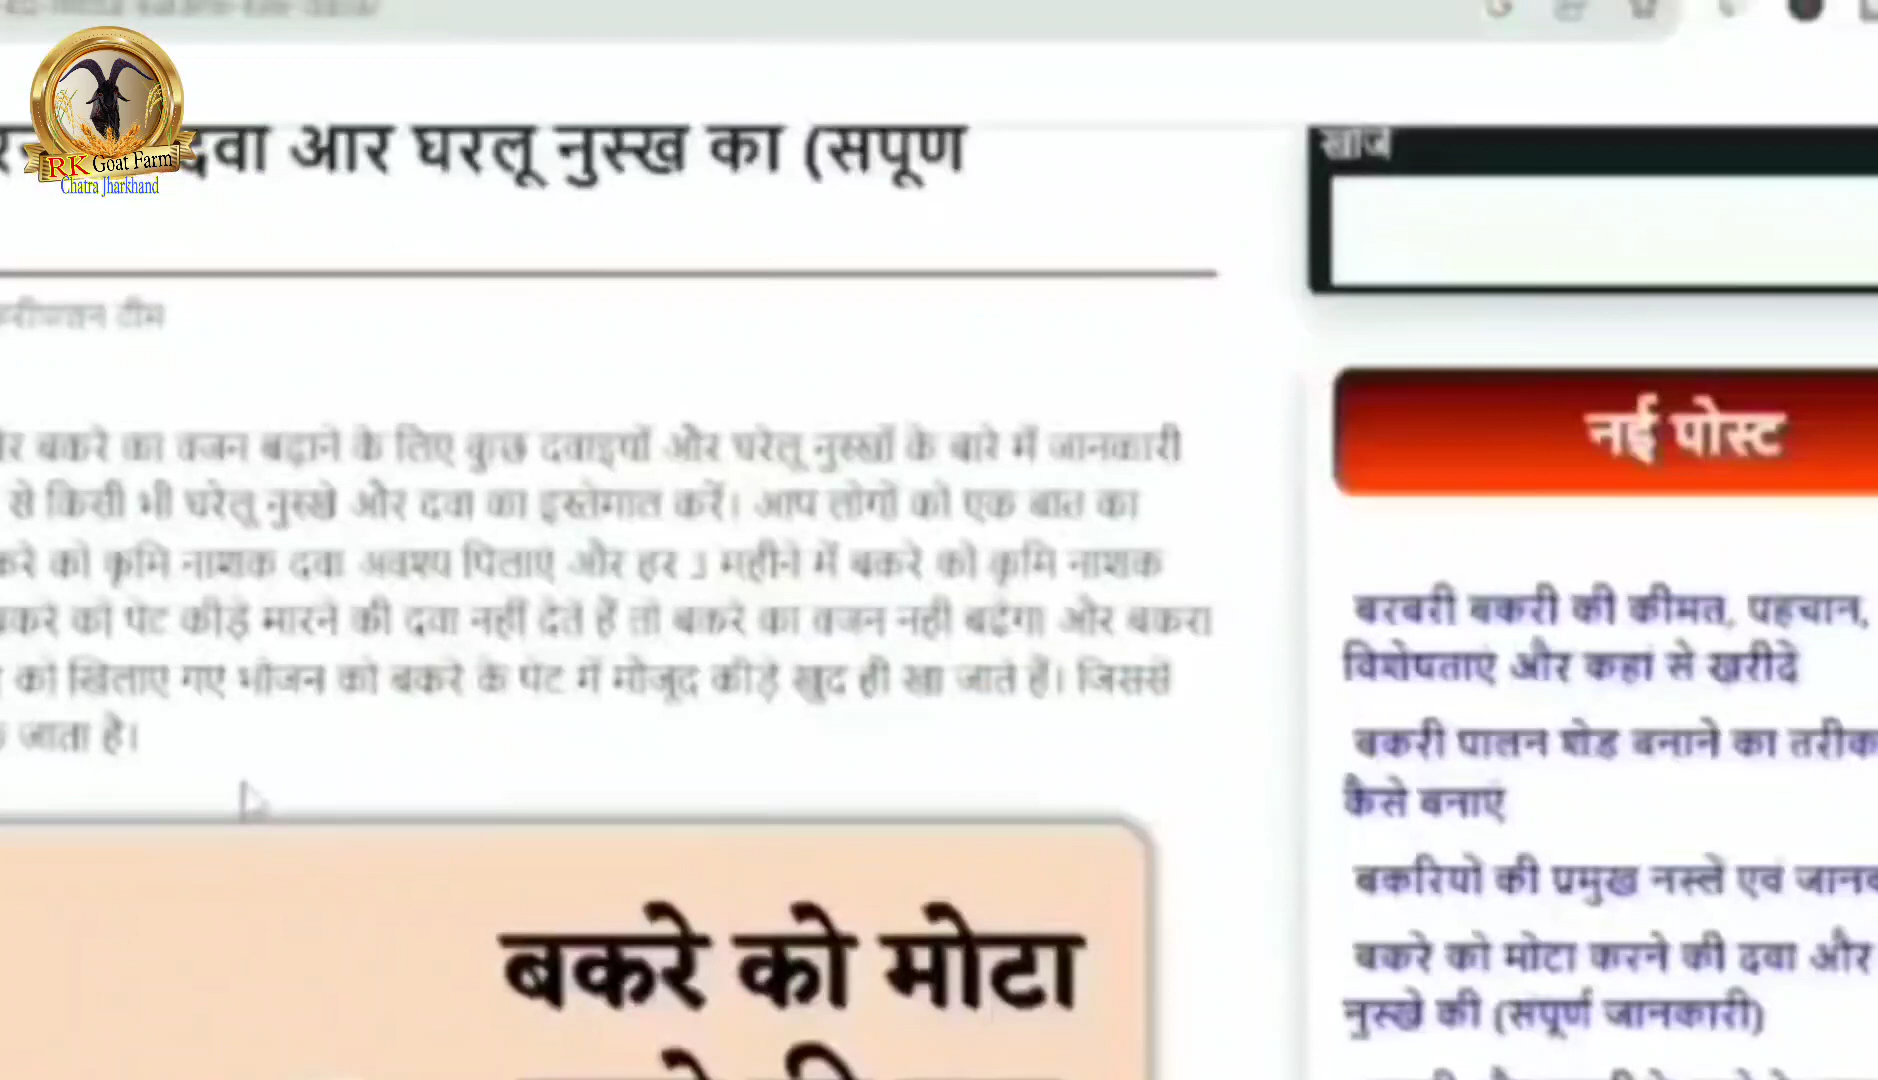 RK Goat Farm
Chatra Jharkhand
दवा आर घरलू नुस्ख का (सपूण
खोज
टीम
बकरे का वजन बढ़ाने के लिए कुछ दवाइयों और घरेलू नुस्खों के बारे में जानकारी
से किसी भी घरेलू नुस्खे और दवा का इस्तेमाल करें। आप लोगों को एक बात का
को कृमि नाशक दवा अवश्य पिलाएं और हर 3 महीने में बकरे को कृमि नाशक
बकरे को पेट कीड़े मारने की दवा नहीं देते हैं तो बकरे का वजन नही बढेगा और बकरा
को खिलाए गए भोजन को बकरे के पेट में मौजूद कीड़े खुद ही खा जाते हैं। जिससे
जाता है।
बकरे को मोटा
नई पोस्ट
बरबरी बकरी की कीमत, पहचान,
विशेषताएं और कहां से खरीदे
बकरी पालन शेड बनाने का तरीक
कैसे बनाएं
बकरियो की प्रमुख नस्लें एवं
बकरे को मोटा करने की दवा और
नुस्खे की (संपूर्ण जानकारी)